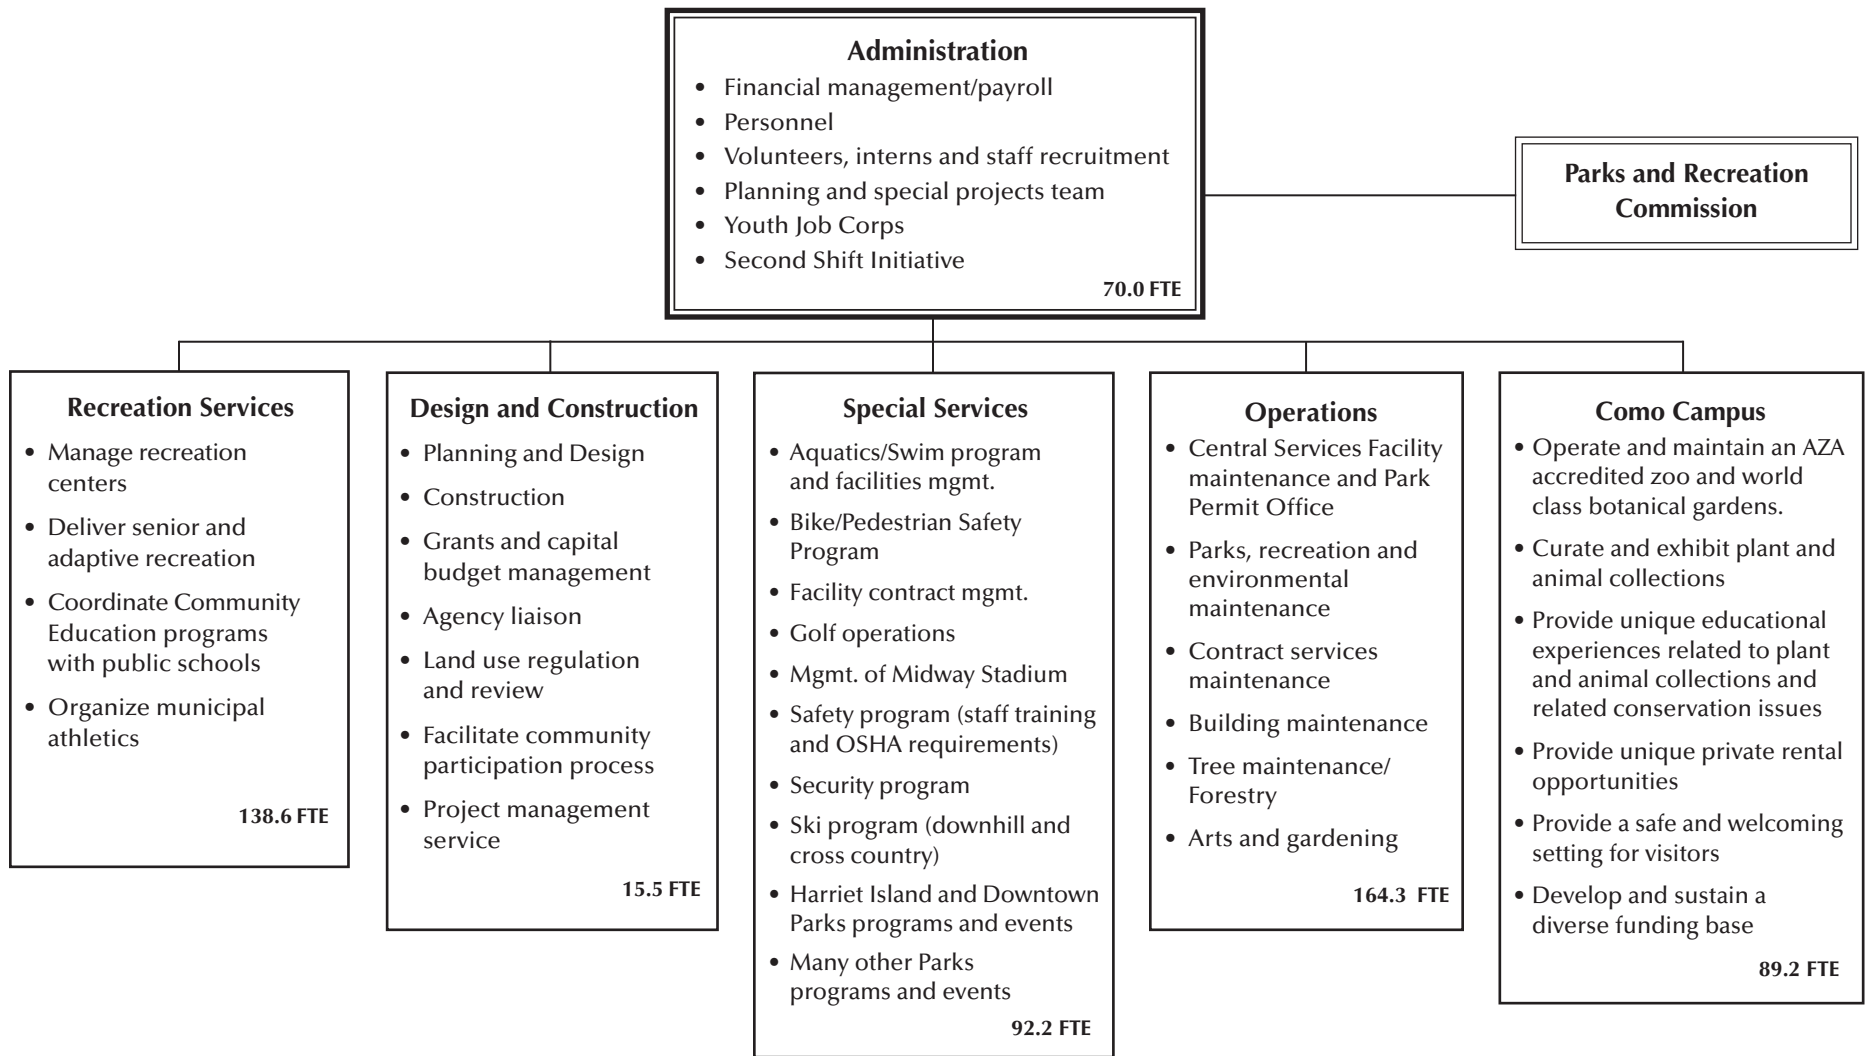 Administration
• Financial management/payroll
• Personnel
• Volunteers, interns and staff recruitment
• Planning and special projects team
• Youth Job Corps
• Second Shift Initiative
70.0 FTE
Parks and Recreation
Commission
Recreation Services
• Manage recreation
centers
• Deliver senior and
adaptive recreation
• Coordinate Community
Education programs
with public schools
• Organize municipal
athletics
138.6 FTE
Design and Construction
• Planning and Design
• Construction
• Grants and capital
budget management
• Agency liaison
• Land use regulation
and review
• Facilitate community
participation process
• Project management
service
15.5 FTE
Special Services
• Aquatics/Swim program
and facilities mgmt.
• Bike/Pedestrian Safety
Program
• Facility contract mgmt.
• Golf operations
• Mgmt. of Midway Stadium
• Safety program (staff training
and OSHA requirements)
• Security program
• Ski program (downhill and
cross country)
• Harriet Island and Downtown
Parks programs and events
• Many other Parks
programs and events
92.2 FTE
Operations
• Central Services Facility
maintenance and Park
Permit Office
• Parks, recreation and
environmental
maintenance
• Contract services
maintenance
• Building maintenance
• Tree maintenance/
Forestry
• Arts and gardening
164.3 FTE
Como Campus
• Operate and maintain an AZA
accredited zoo and world
class botanical gardens.
• Curate and exhibit plant and
animal collections
• Provide unique educational
experiences related to plant
and animal collections and
related conservation issues
• Provide unique private rental
opportunities
• Provide a safe and welcoming
setting for visitors
• Develop and sustain a
diverse funding base
89.2 FTE